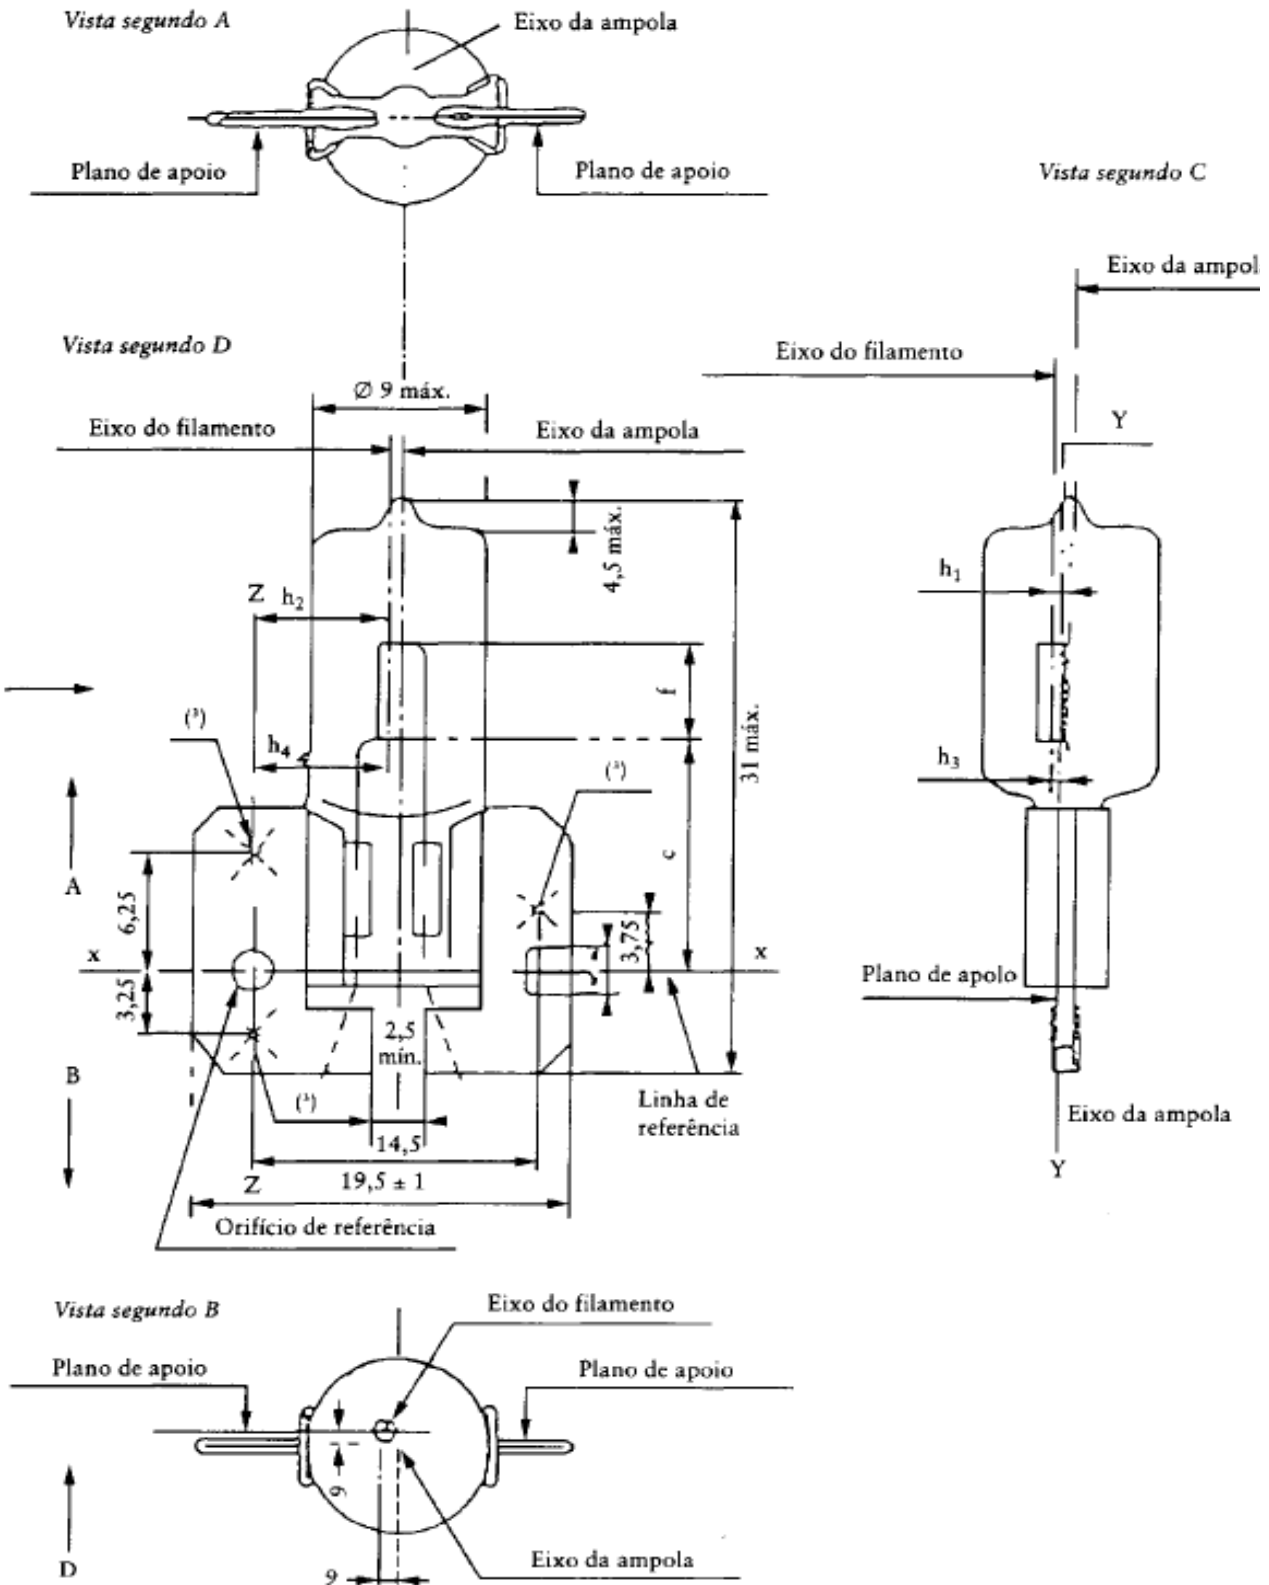 Vista segundo A
Eixo da ampola
Plano de apoio
Plano de apoio
Vista segundo C
Eixo da ampola
Vista segundo D
Eixo do filamento
Ø 9 máx.
Eixo do filamento
Eixo da ampola
Y
4,5 máx.
Z
h2
h1
f
31 máx.
(³)
h4
(³)
h3
c
A
6,25
3,75
x
x
Plano de apolo
3,25
2,5
mín.
B
(³)
Linha de
referência
Eixo da ampola
14,5
Z
19,5 ± 1
Y
Orifício de referência
Vista segundo B
Eixo do filamento
Plano de apoio
Plano de apoio
9
Eixo da ampola
D
9